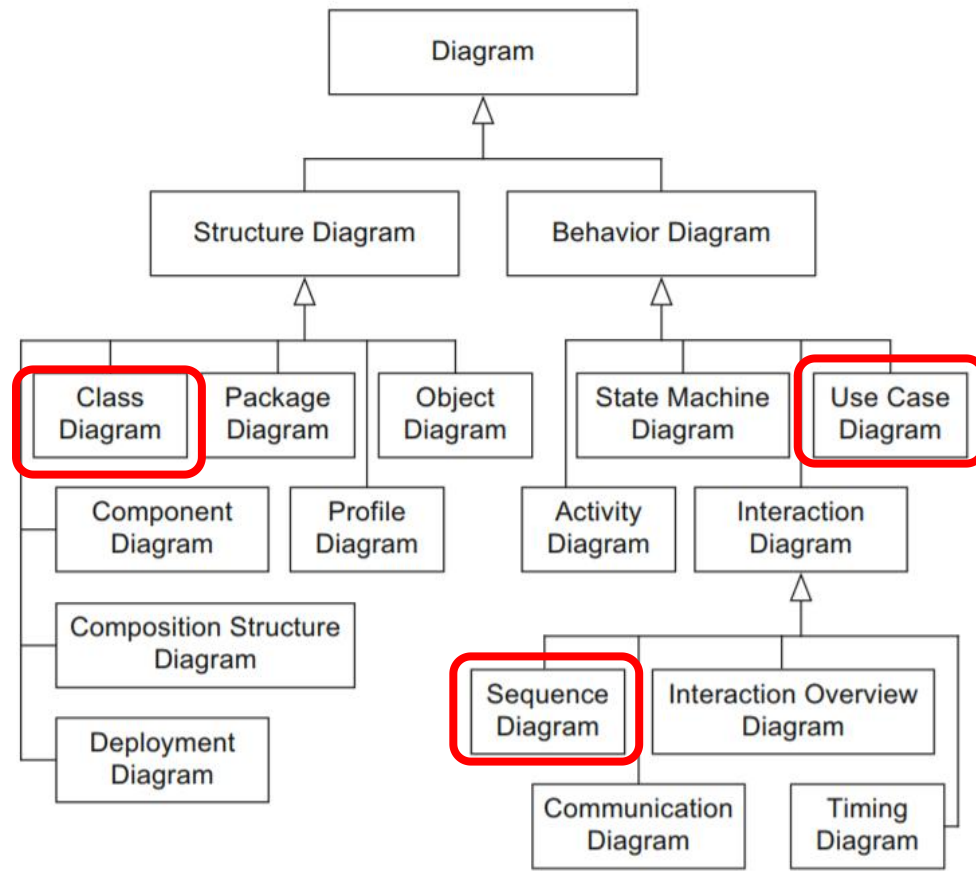 Diagram
Structure Diagram
Behavior Diagram
Class
Diagram
Package
Diagram
Object
Diagram
State Machine
Diagram
Use Case
Diagram
Component
Diagram
Profile
Diagram
Activity
Diagram
Interaction
Diagram
Composition Structure
Diagram
Sequence
Diagram
Interaction Overview
Diagram
Deployment
Diagram
Communication
Diagram
Timing
Diagram